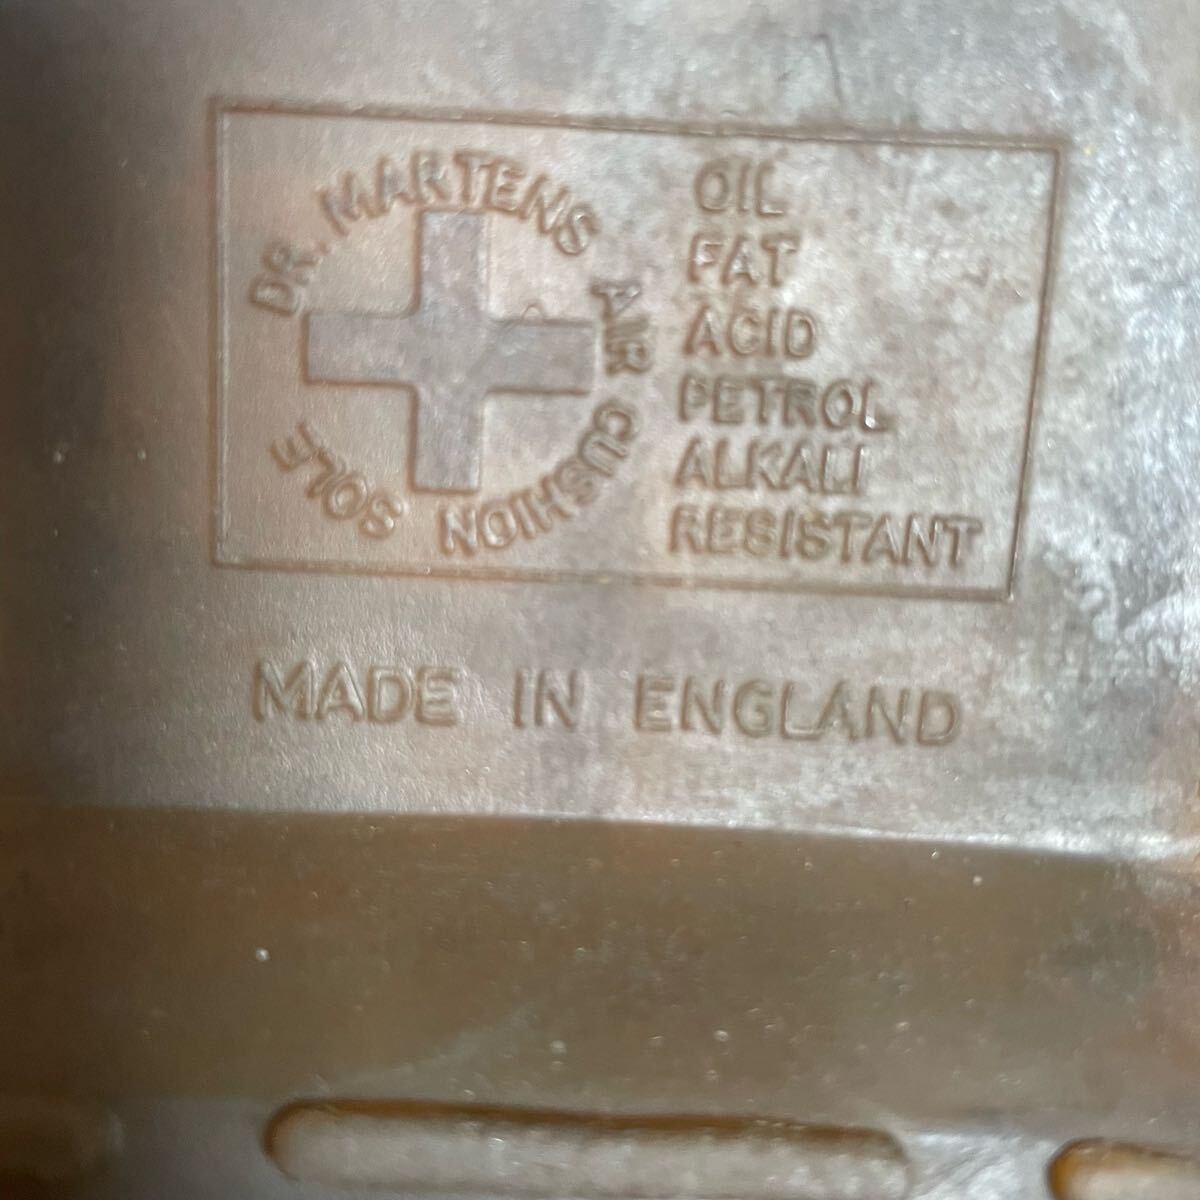 DR. MARTENS AIR CUSHION SOLE
OIL
FAT
ACID
PETROL
ALKALI
RESISTANT
MADE IN ENGLAND